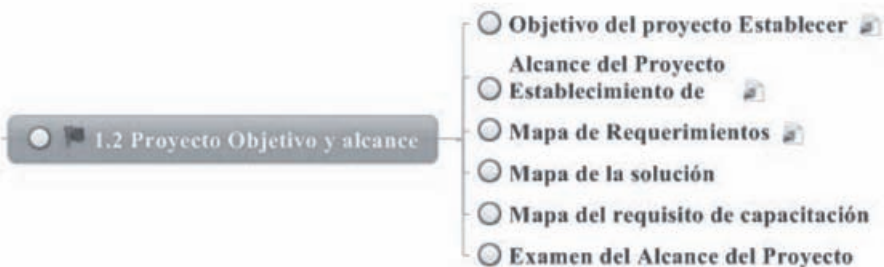 1.2 Proyecto Objetivo y alcance
Objetivo del proyecto Establecer
Alcance del Proyecto
Establecimiento de
Mapa de Requerimientos
Mapa de la solución
Mapa del requisito de capacitación
Examen del Alcance del Proyecto